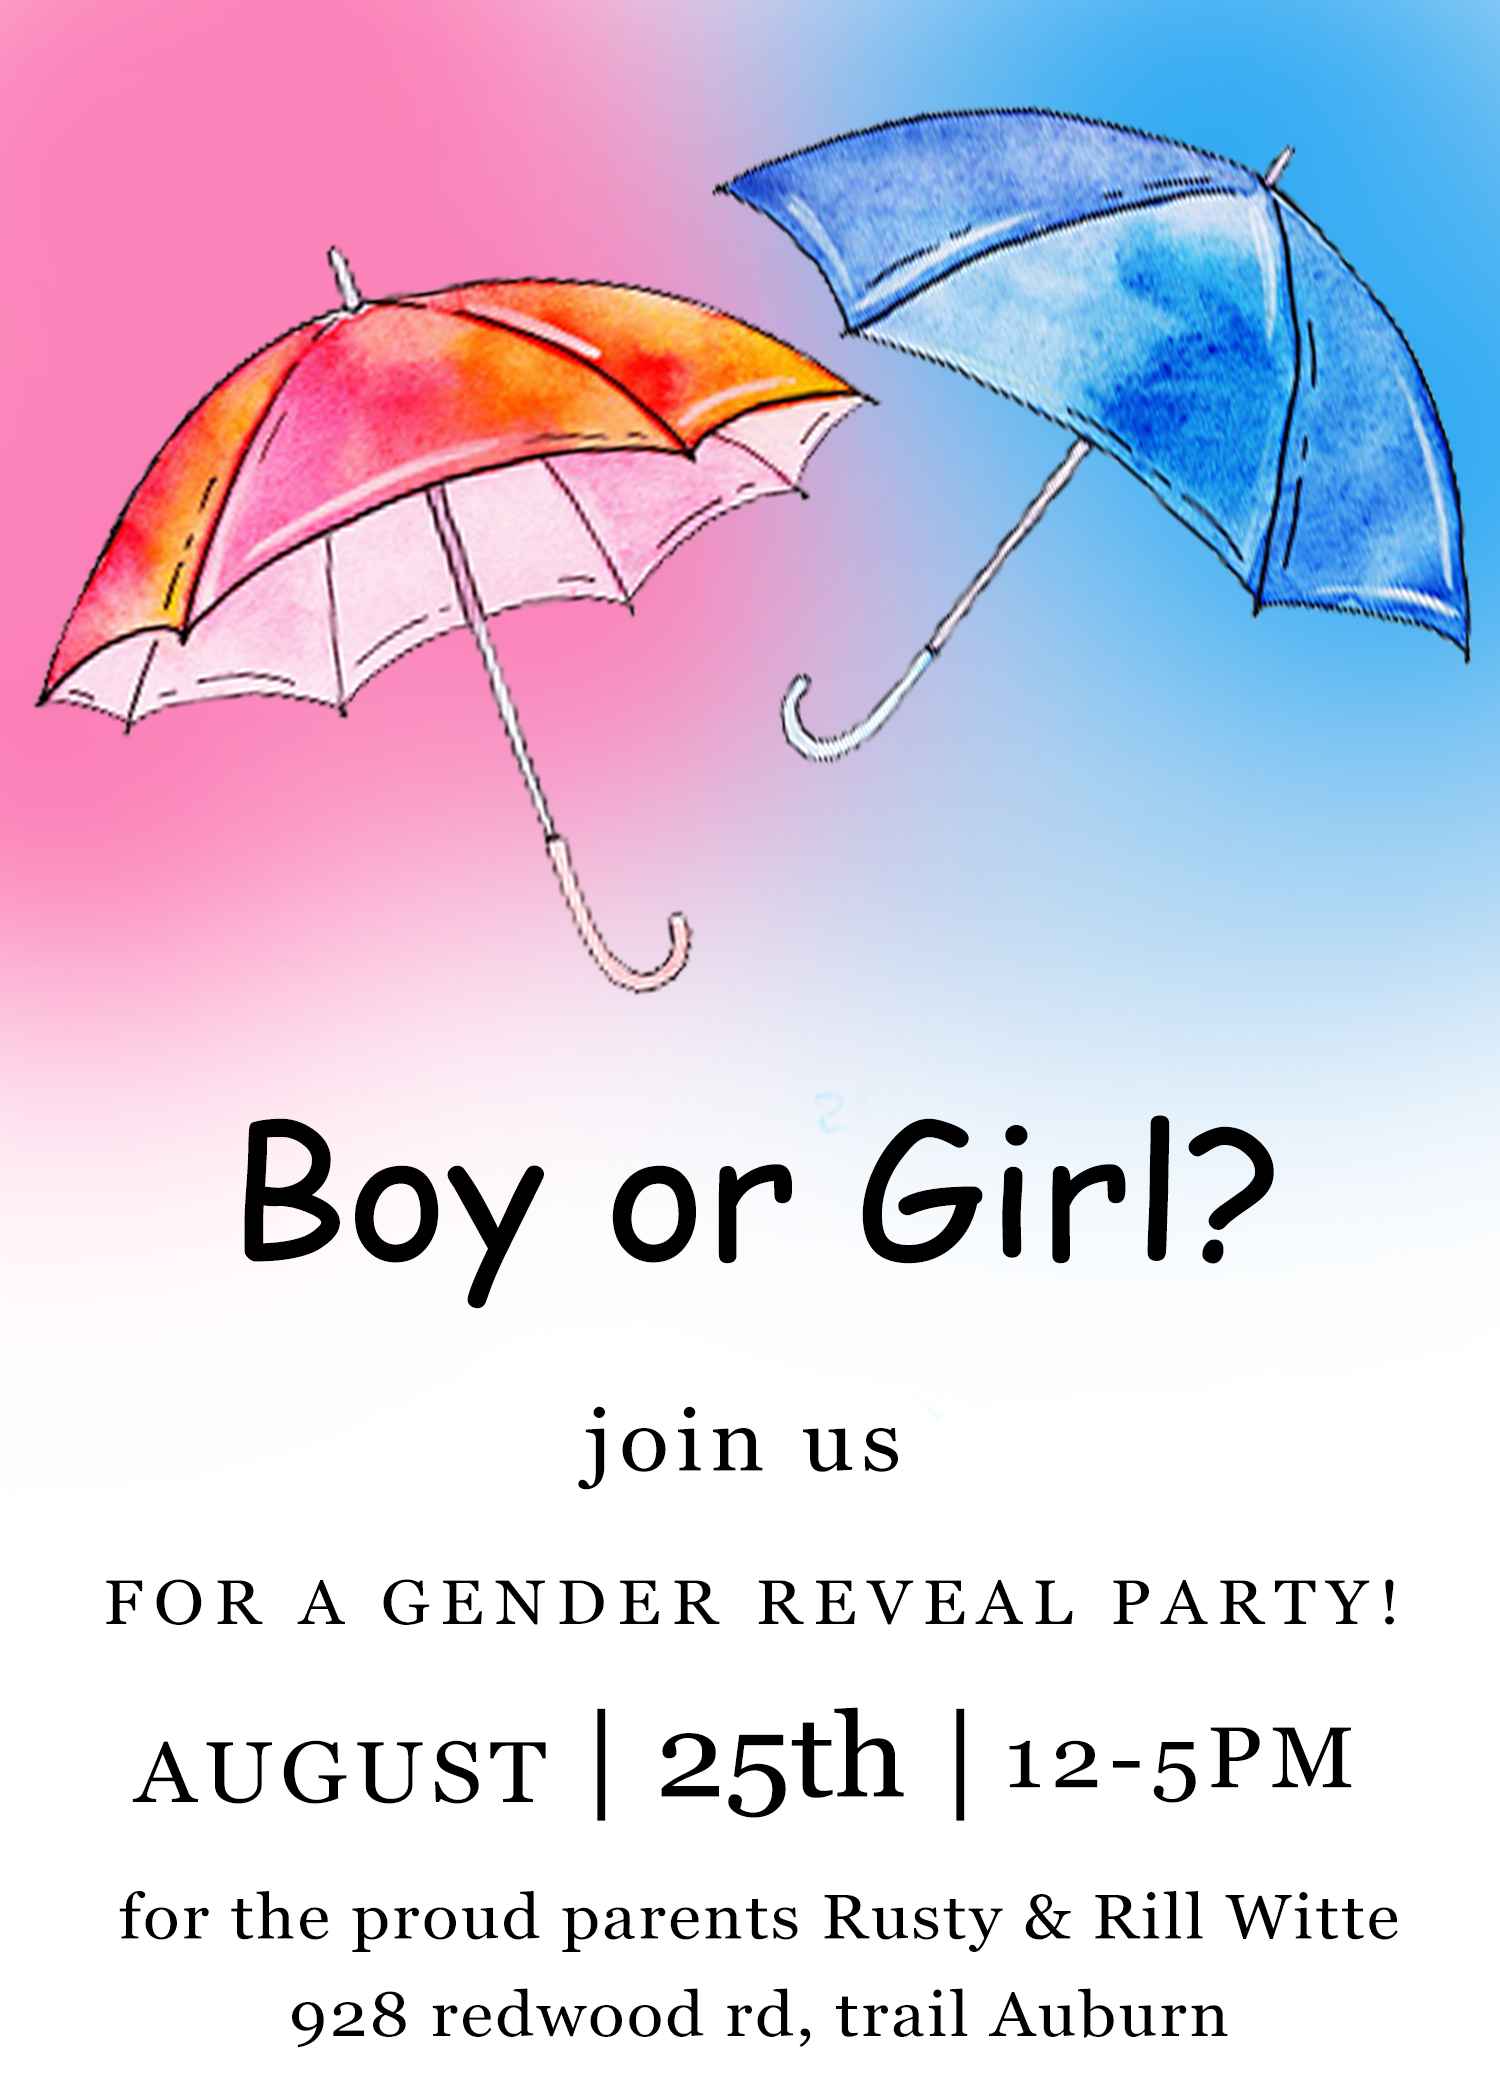 Boy or Girl?
join us
FOR A GENDER REVEAL PARTY!
AUGUST | 25th | 12-5PM
for the proud parents Rusty & Rill Witte
928 redwood rd, trail Auburn